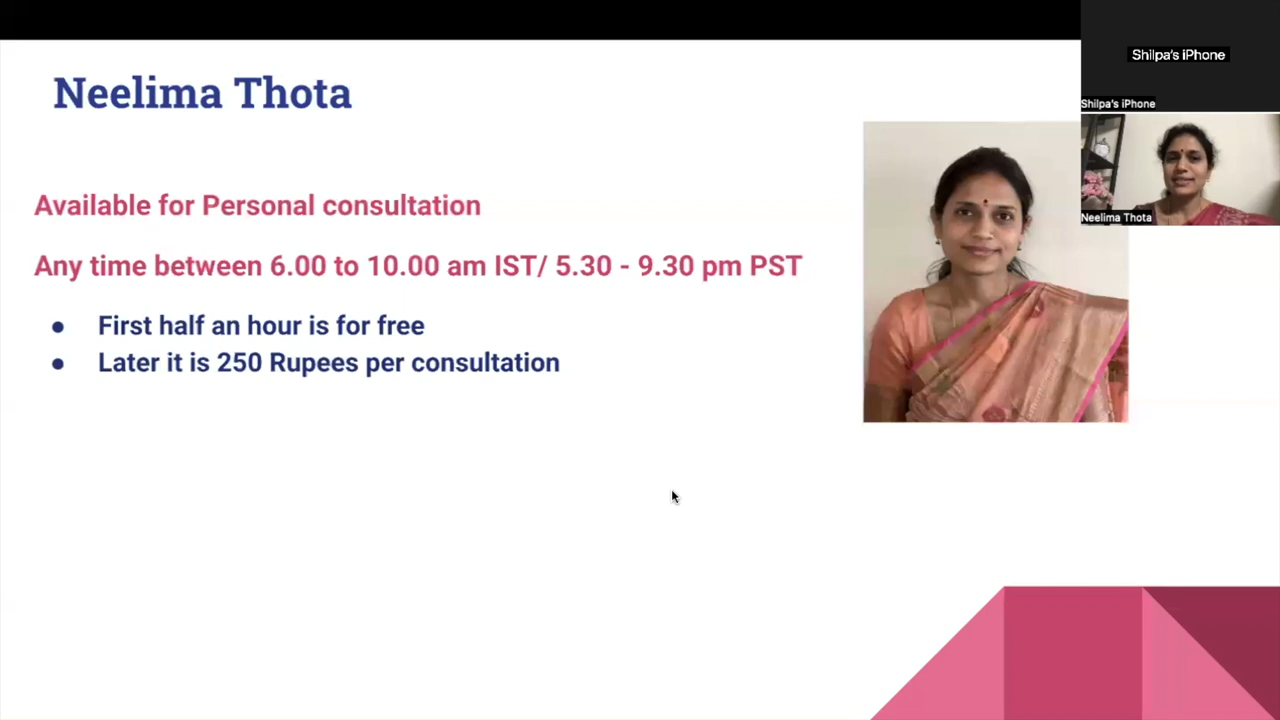 Neelima Thota
Available for Personal consultation
Any time between 6.00 to 10.00 am IST/ 5.30 - 9.30 pm PST
● First half an hour is for free
● Later it is 250 Rupees per consultation
Shilpa's iPhone
Shilpa's iPhone
Neelima Thota